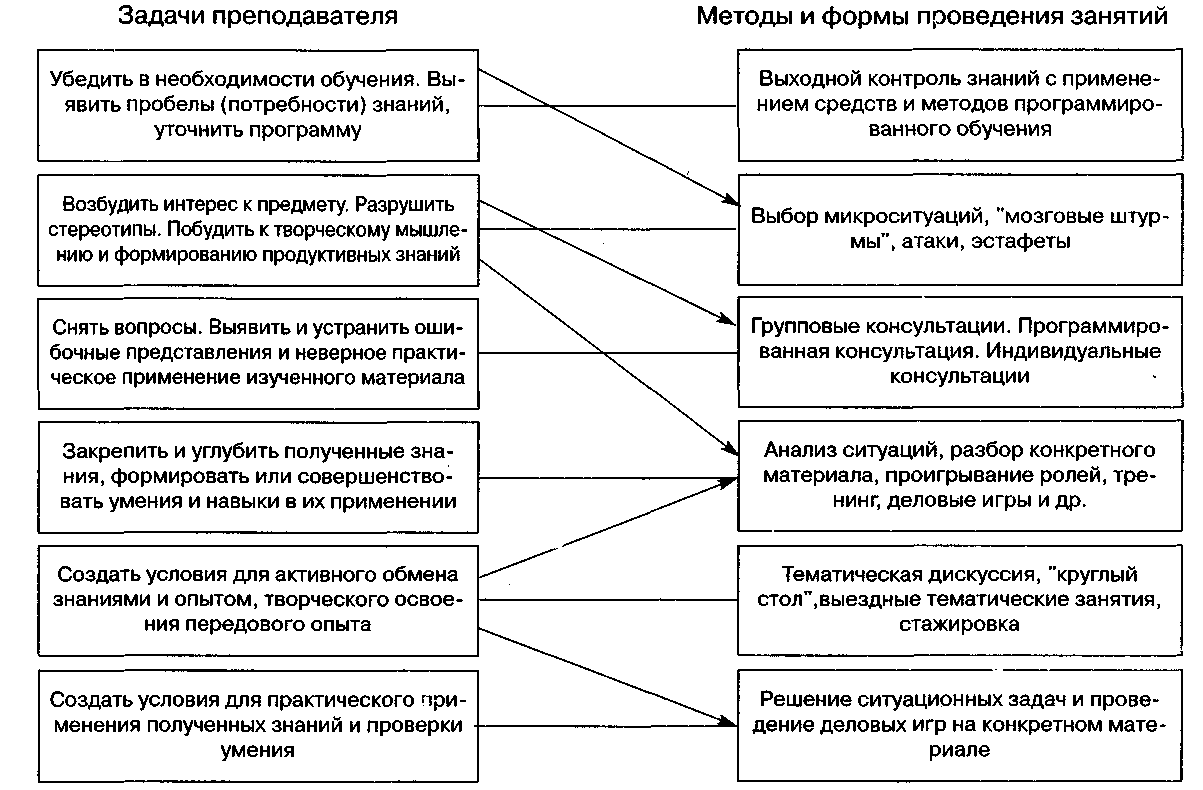 Задачи преподавателя
Методы и формы проведения занятий
Убедить в необходимости обучения. Вы-
явить пробелы (потребности) знаний,
уточнить программу
Выходной контроль знаний с примене-
нием средств и методов программиро-
ванного обучения
Возбудить интерес к предмету. Разрушить
стереотипы. Побудить к творческому мышле-
нию и формированию продуктивных знаний
Выбор микроситуаций, "мозговые штур-
мы", атаки, эстафеты
Снять вопросы. Выявить и устранить оши-
бочные представления и неверное практи-
ческое применение изученного материала
Групповые консультации. Программиро-
ванная консультация. Индивидуальные
консультации
Закрепить и углубить полученные зна-
ния, формировать или совершенство-
вать умения и навыки в их применении
Анализ ситуаций, разбор конкретного
материала, проигрывание ролей, тре-
нинг, деловые игры и др.
Создать условия для активного обмена
знаниями и опытом, творческого освое-
ния передового опыта
Тематическая дискуссия, "круглый
стол",выездные тематические занятия,
стажировка
Создать условия для практического при-
менения полученных знаний и проверки
умения
Решение ситуационных задач и прове-
дение деловых игр на конкретном мате-
риале